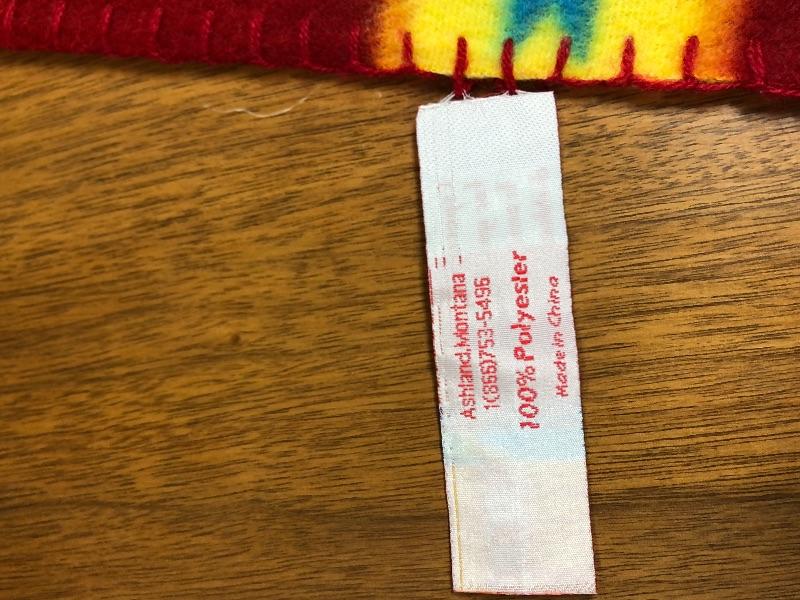 Ashland,Montana
1(866)753-5496
100% Polyester
Made in China